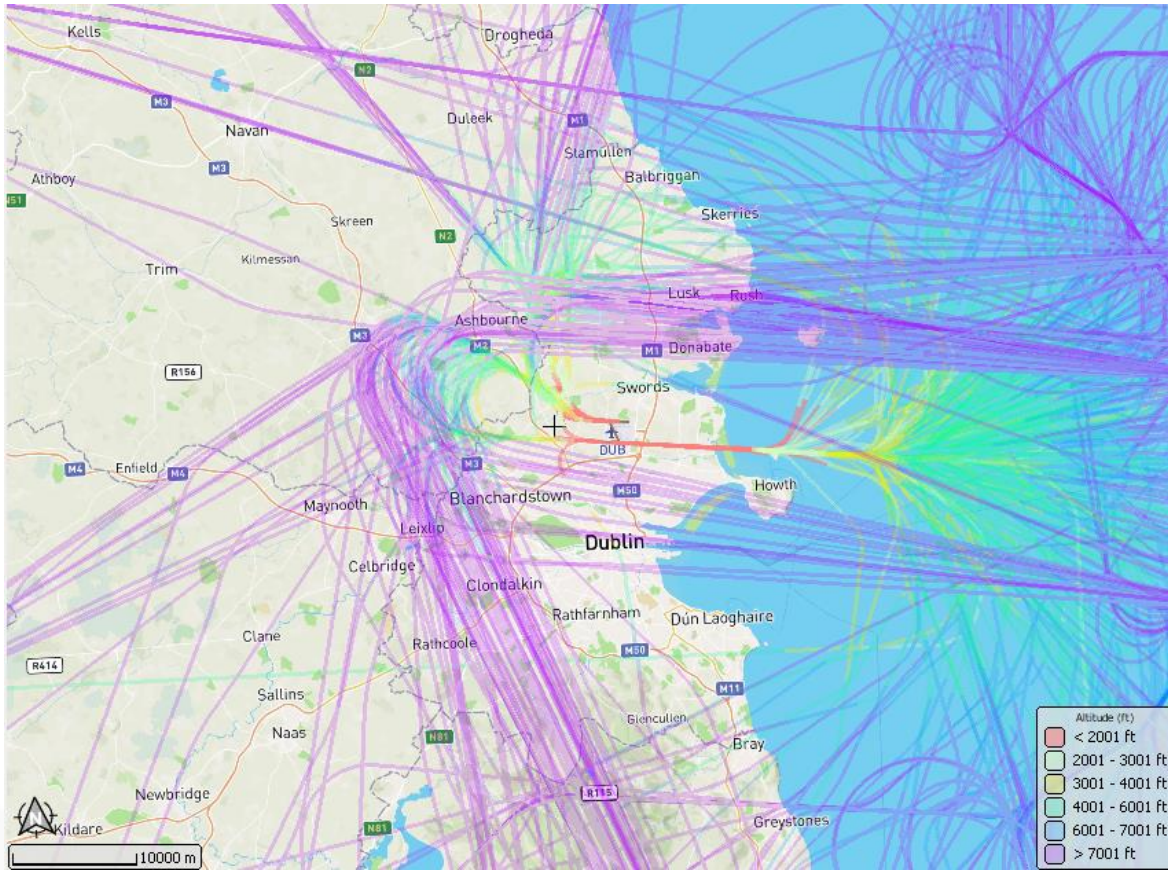 Kells
Drogheda
N2
M3
M1
Navan
Duleek
Stamullen
M3
Athboy
Balbriggan
N51
Skerries
Skreen
N2
Trim
Kilmessan
Lusk
Rush
Ashbourne
M3
M2
M1
Donabate
R156
Swords
DUB
M4
Enfield
M4
M3
Howth
Maynooth
Blanchardstown
M50
Leixlip
Dublin
Celbridge
Clondalkin
Rathfarnham
Dún Laoghaire
Clane
Rathcoole
M50
R414
Sallins
M11
Naas
Glencullen
N81
Bray
Newbridge
R115
Greystones
N
Kildare
N81
10000 m
Altitude (ft)
< 2001 ft
2001 - 3001 ft
3001 - 4001 ft
4001 - 6001 ft
6001 - 7001 ft
> 7001 ft